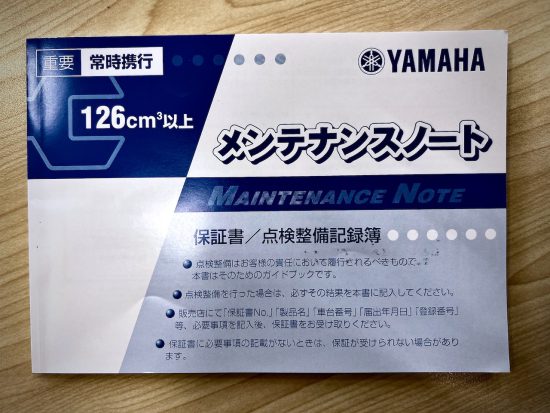 重要 常時携行
YAMAHA
126cm³以上
メンテナンスノート
MAINTENANCE NOTE
保証書／点検整備記録簿
● 点検整備はお客様の責任において履行されるべきもので、
本書はそのためのガイドブックです。
● 点検整備を行った場合は、必ずその結果を本書に記入してください。
● 販売店にて「保証書No.」「製品名」「車台番号」「届出年月日」「登録番号」
等、必要事項を記入後、保証書をお受け取りください。
● 保証書に必要事項の記載がないときは、保証が受けられない場合があり
ます。